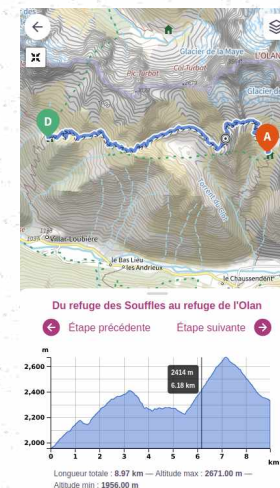 Glacier de la Maye
L'OLAN
Col Turbat
Pic Turbat
Glacier de
D
A
Villar-Loubière
le Bas Lieu
les Andrieux
le Chaussendent
Du refuge des Souffles au refuge de l'Olan
Étape précédente
Étape suivante
m
2414 m
6.18 km
2,600
2,400
2,200
2,000
0 1 2 3 4 5 6 7 8
km
Longueur totale : 8.97 km — Altitude max : 2671.00 m —
Altitude min : 1956.00 m